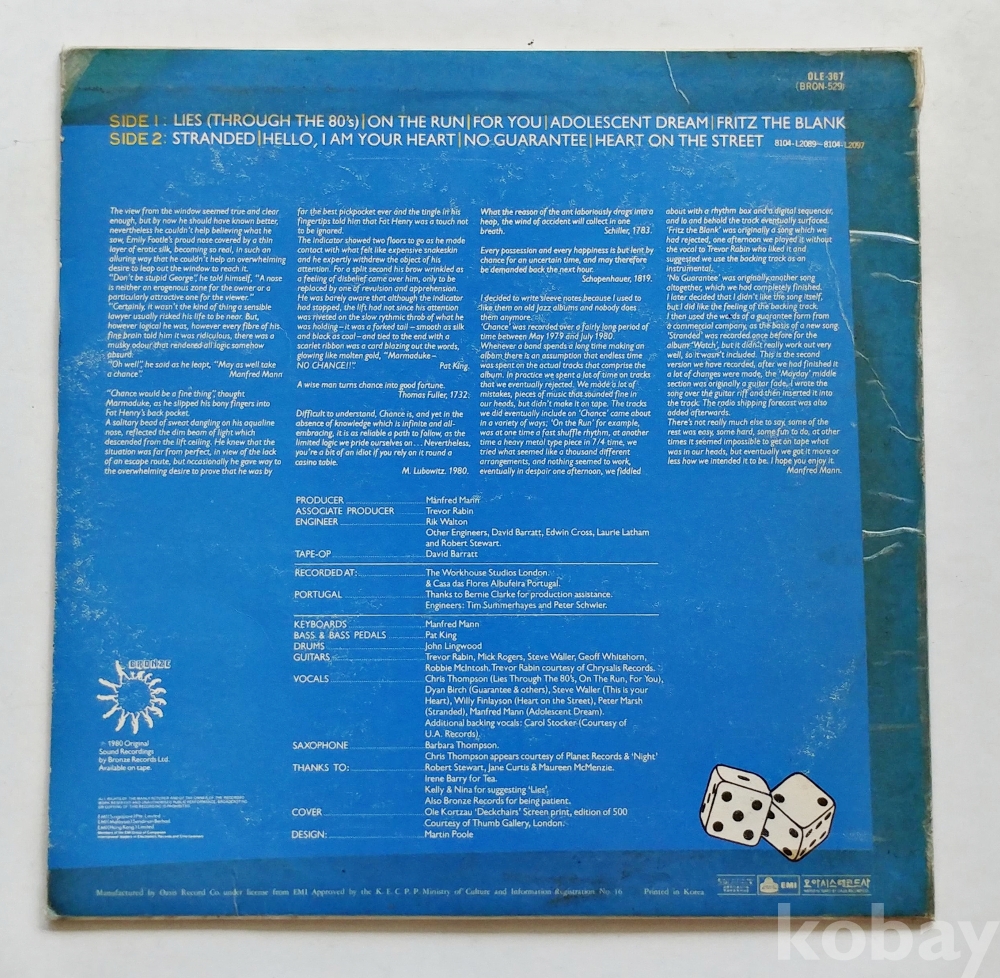 OLE-387
(BRON-529)
SIDE 1: LIES (THROUGH THE 80's)|ON THE RUN|FOR YOU|ADOLESCENT DREAM|FRITZ THE BLANK
SIDE 2: STRANDED|HELLO, I AM YOUR HEART|NO GUARANTEE|HEART ON THE STREET 8104-L2089~8104-L2097
The view from the window seemed true and clear
enough, but by now he should have known better,
nevertheless he couldn't help believing what he
saw, Emily Footle's proud nose covered by a thin
layer of erotic silk, becoming so real, in such an
alluring way that he couldn't help an overwhelming
desire to leap out the window to reach it.
"Don't be stupid George", he told himself, "A nose
is neither an erogenous zone for the owner or a
particularly attractive one for the viewer."
"Certainly, it wasn't the kind of thing a sensible
lawyer usually risked his life to be near. But,
however logical he was, however every fibre of his
fine brain told him it was ridiculous, there was a
musky odour that rendered all logic somehow
absurd.
"Oh well", he said as he leapt, "May as well take
a chance". Manfred Mann
"Chance would be a fine thing", thought
Marmaduke, as he slipped his bony fingers into
Fat Henry's back pocket.
A solitary bead of sweat dangling on his aquiline
nose, reflected the dim beam of light which
descended from the lift ceiling. He knew that the
situation was far from perfect, in view of the lack
of an escape route, but occasionally he gave way to
the overwhelming desire to prove that he was by
far the best pickpocket ever and the tingle in his
fingertips told him that Fat Henry was a touch not
to be ignored.
The indicator showed two floors to go as he made
contact with what felt like expensive snakeskin
and he expertly withdrew the object of his
attention. For a split second his brow wrinkled as
a feeling of disbelief came over him, only to be
replaced by one of revulsion and apprehension.
He was barely aware that although the indicator
had stopped, the lift had not since his attention
was riveted on the slow rythmic throb of what he
was holding – it was a forked tail – smooth as silk
and black as coal – and tied to the end with a
scarlet ribbon was a card blazing out the words,
glowing like molten gold, "Marmaduke –
NO CHANCE!!" Pat King.
A wise man turns chance into good fortune.
Thomas Fuller, 1732.
Difficult to understand, Chance is, and yet in the
absence of knowledge which is infinite and all-
embracing, it is as reliable a path to follow, as the
limited logic we pride ourselves on... Nevertheless,
you're a bit of an idiot if you rely on it round a
casino table.
M. Lubowitz. 1980.
What the reason of the ant laboriously drags into a
heap, the wind of accident will collect in one
breath. Schiller, 1783.
Every possession and every happiness is but lent by
chance for an uncertain time, and may therefore
be demanded back the next hour.
Schopenhauer, 1819.
I decided to write sleeve notes because I used to
like them on old Jazz albums and nobody does
them anymore.
'Chance' was recorded over a fairly long period of
time between May 1979 and July 1980.
Whenever a band spends a long time making an
album there is an assumption that endless time
was spent on the actual tracks that comprise the
album. In practice we spent a lot of time on tracks
that we eventually rejected. We made a lot of
mistakes, pieces of music that sounded fine in
our heads, but didn't make it on tape. The tracks
we did eventually include on 'Chance' came about
in a variety of ways; 'On the Run' for example,
was at one time a fast shuffle rhythm, at another
time a heavy metal type piece in 7/4 time, we
tried what seemed like a thousand different
arrangements, and nothing seemed to work,
eventually in despair one afternoon, we fiddled
about with a rhythm box and a digital sequencer,
and lo and behold the track eventually surfaced.
'Fritz the Blank' was originally a song which we
had rejected, one afternoon we played it without
the vocal to Trevor Rabin who liked it and
suggested we use the backing track as an
instrumental.
'No Guarantee' was originally another song
altogether, which we had completely finished.
I later decided that I didn't like the song itself,
but I did like the feeling of the backing track.
I then used the words of a guarantee form from
a commercial company, as the basis of a new song.
'Stranded' was recorded once before for the
album 'Watch', but it didn't really work out very
well, so it wasn't included. This is the second
version we have recorded, after we had finished it
a lot of changes were made, the 'Mayday' middle
section was originally a guitar fade, I wrote the
song over the guitar riff and then inserted it into
the track. The radio shipping forecast was also
added afterwards.
There's not really much else to say, some of the
rest was easy, some hard, some fun to do, at other
times it seemed impossible to get on tape what
was in our heads, but eventually we got it more or
less how we intended it to be. I hope you enjoy it.
Manfred Mann.
PRODUCER Manfred Mann
ASSOCIATE PRODUCER Trevor Rabin
ENGINEER Rik Walton
Other Engineers, David Barratt, Edwin Cross, Laurie Latham
and Robert Stewart.
TAPE-OP David Barratt
RECORDED AT: The Workhouse Studios London.
& Casa das Flores Albufeira Portugal.
PORTUGAL Thanks to Bernie Clarke for production assistance.
Engineers: Tim Summerhayes and Peter Schwier.
KEYBOARDS Manfred Mann
BASS & BASS PEDALS Pat King
DRUMS John Lingwood
GUITARS Trevor Rabin, Mick Rogers, Steve Waller, Geoff Whitehorn,
Robbie McIntosh. Trevor Rabin courtesy of Chrysalis Records.
VOCALS Chris Thompson (Lies Through The 80's, On The Run, For You),
Dyan Birch (Guarantee & others), Steve Waller (This is your
Heart), Willy Finlayson (Heart on the Street), Peter Marsh
(Stranded), Manfred Mann (Adolescent Dream).
Additional backing vocals: Carol Stocker (Courtesy of
U.A. Records).
SAXOPHONE Barbara Thompson.
Chris Thompson appears courtesy of Planet Records & 'Night'
THANKS TO: Robert Stewart, Jane Curtis & Maureen McMenzie.
Irene Barry for Tea.
Kelly & Nina for suggesting 'Lies'.
Also Bronze Records for being patient.
COVER Ole Kortzau 'Deckchairs' Screen print, edition of 500
Courtesy of Thumb Gallery, London.
DESIGN: Martin Poole
BRONZE
1980 Original
Sound Recordings
by Bronze Records Ltd.
Available on tape.
Manufactured by Oasis Record Co. under license from EMI Approved by the K.E.C.P.P. Ministry of Culture and Information Registration No 16 Printed in Korea
EMI
오아시스레코드사
kobay